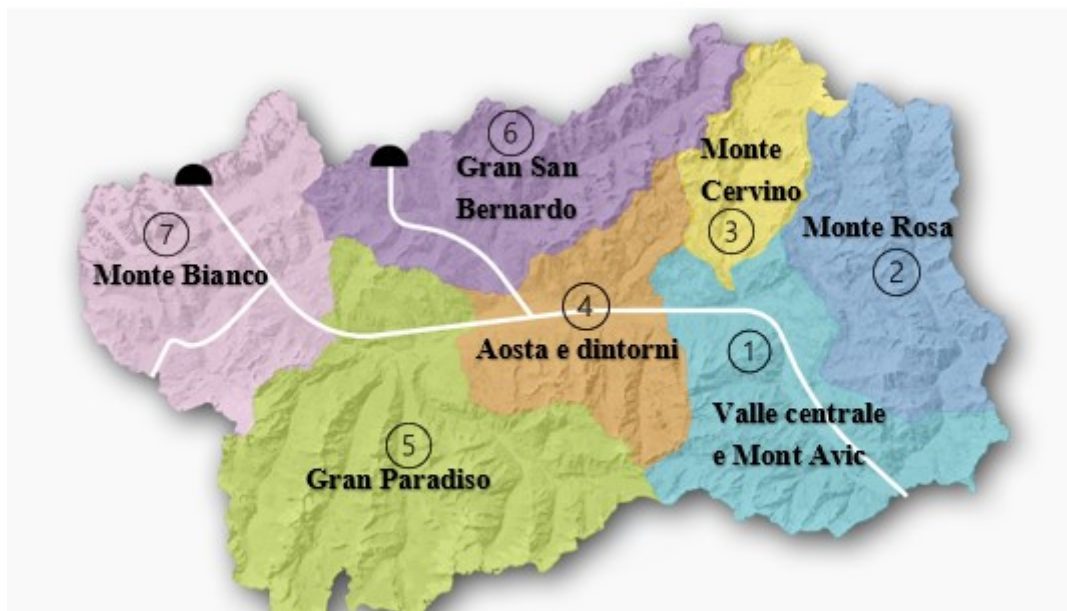 6
Gran San
Bernardo
Monte
Cervino
3
7
Monte Bianco
Monte Rosa
2
4
Aosta e dintorni
1
Valle centrale
e Mont Avic
5
Gran Paradiso